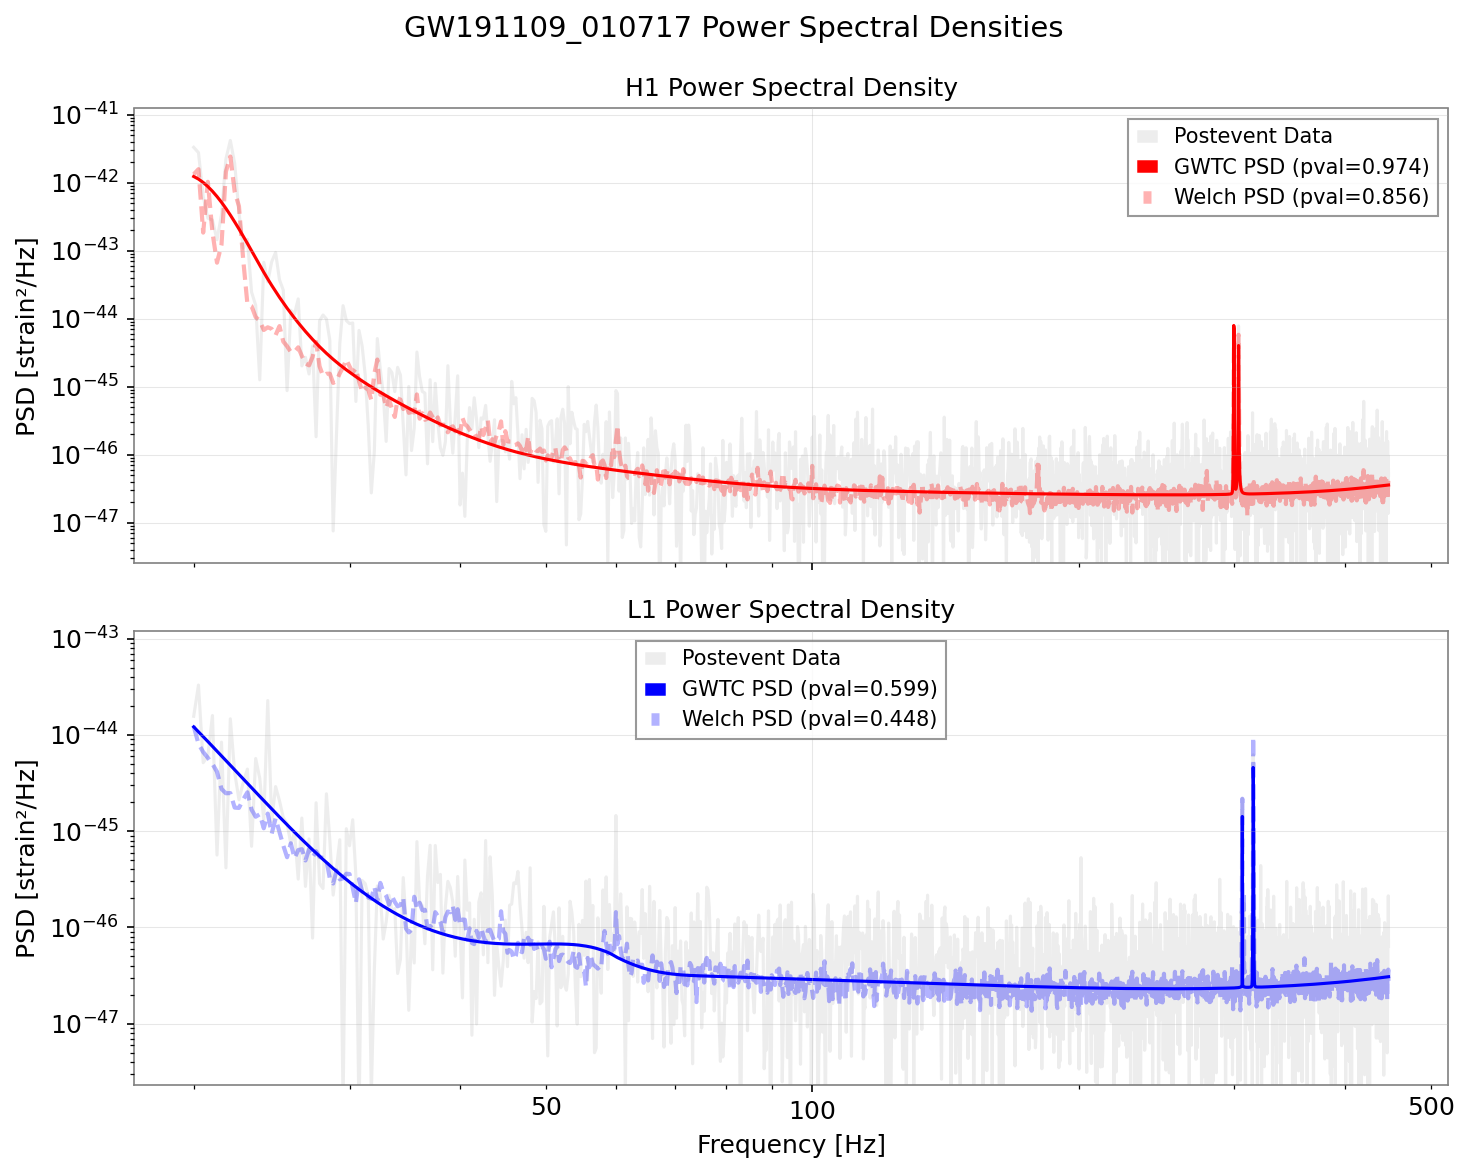 GW191109_010717 Power Spectral Densities
H1 Power Spectral Density
10⁻⁴¹
10⁻⁴²
10⁻⁴³
10⁻⁴⁴
10⁻⁴⁵
10⁻⁴⁶
10⁻⁴⁷
PSD [strain²/Hz]
Postevent Data
GWTC PSD (pval=0.974)
Welch PSD (pval=0.856)
L1 Power Spectral Density
10⁻⁴³
10⁻⁴⁴
10⁻⁴⁵
10⁻⁴⁶
10⁻⁴⁷
PSD [strain²/Hz]
Postevent Data
GWTC PSD (pval=0.599)
Welch PSD (pval=0.448)
50 100 500
Frequency [Hz]